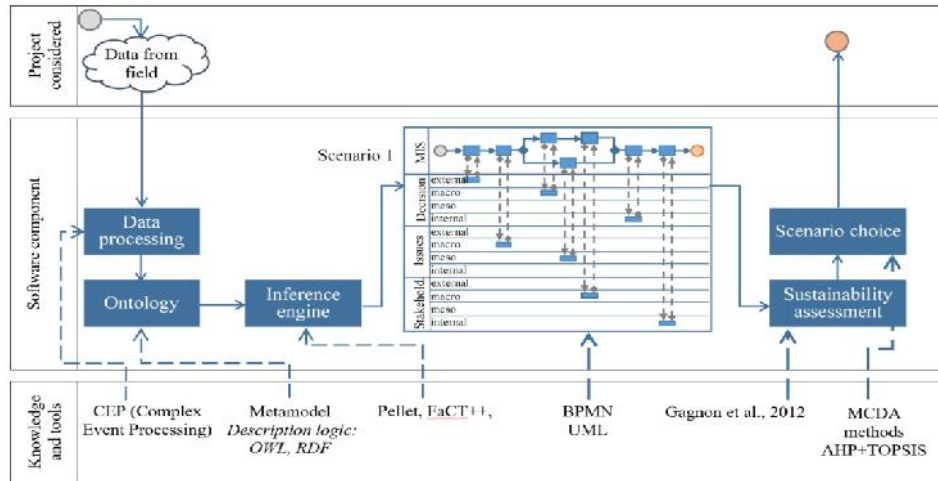 Project
considered
Data from
field
Software component
Scenario 1
MIS
Decision
external
macro
meso
internal
Issues
external
macro
meso
internal
Stakehold.
external
macro
meso
internal
Data
processing
Ontology
Inference
engine
Scenario choice
Sustainability
assessment
Knowledge
and tools
CEP (Complex
Event Processing)
Metamodel
Description logic:
OWL, RDF
Pellet, FaCT++,
BPMN
UML
Gagnon et al., 2012
MCDA
methods
AHP+TOPSIS